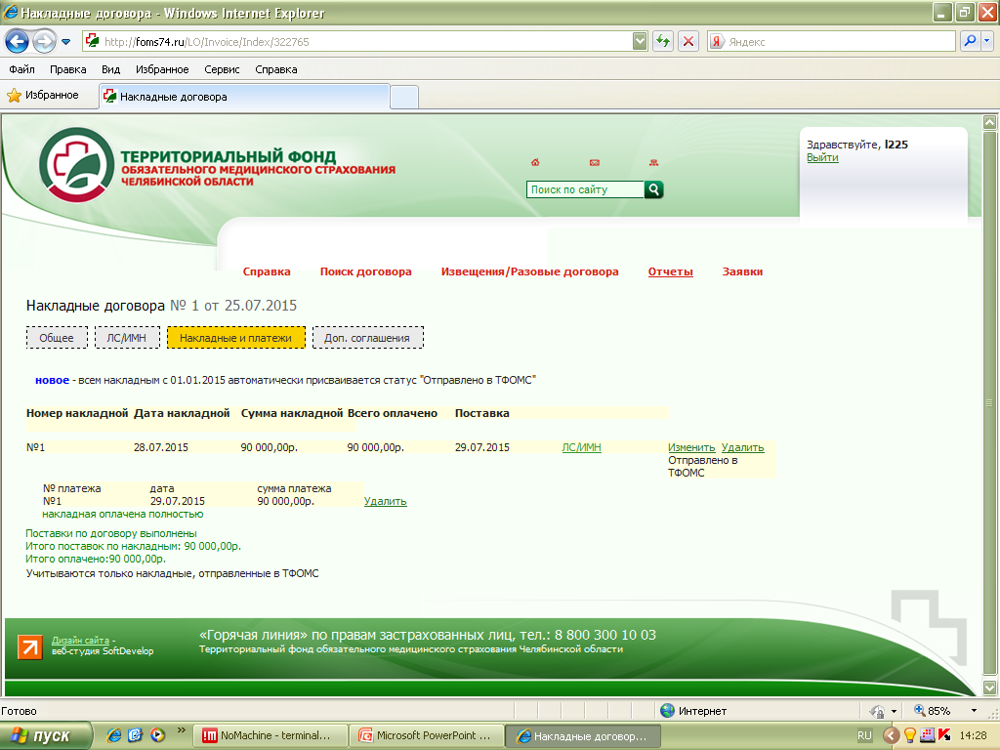 Накладные договора - Windows Internet Explorer
http://foms74.ru/LO/Invoice/Index/322765
Яндекс
Файл Правка Вид Избранное Сервис Справка
Избранное
Накладные договора
ТЕРРИТОРИАЛЬНЫЙ ФОНД
ОБЯЗАТЕЛЬНОГО МЕДИЦИНСКОГО СТРАХОВАНИЯ
ЧЕЛЯБИНСКОЙ ОБЛАСТИ
Поиск по сайту
Здравствуйте, l225
Выйти
Справка Поиск договора Извещения/Разовые договора Отчеты Заявки
Накладные договора № 1 от 25.07.2015
Общее ЛС/ИМН Накладные и платежи Доп. соглашения
новое - всем накладным с 01.01.2015 автоматически присваивается статус "Отправлено в ТФОМС"
Номер накладной Дата накладной Сумма накладной Всего оплачено Поставка
№1 28.07.2015 90 000,00р. 90 000,00р. 29.07.2015 ЛС/ИМН Изменить Удалить
Отправлено в
ТФОМС
№ платежа дата сумма платежа
№1 29.07.2015 90 000,00р. Удалить
накладная оплачена полностью
Поставки по договору выполнены
Итого поставок по накладным: 90 000,00р.
Итого оплачено:90 000,00р.
Учитываются только накладные, отправленные в ТФОМС
Дизайн сайта -
веб-студия SoftDevelop
«Горячая линия» по правам застрахованных лиц, тел.: 8 800 300 10 03
Территориальный фонд обязательного медицинского страхования Челябинской области
Готово Интернет 85%
пуск NoMachine - terminal... Microsoft PowerPoint ... Накладные договор... RU 14:28